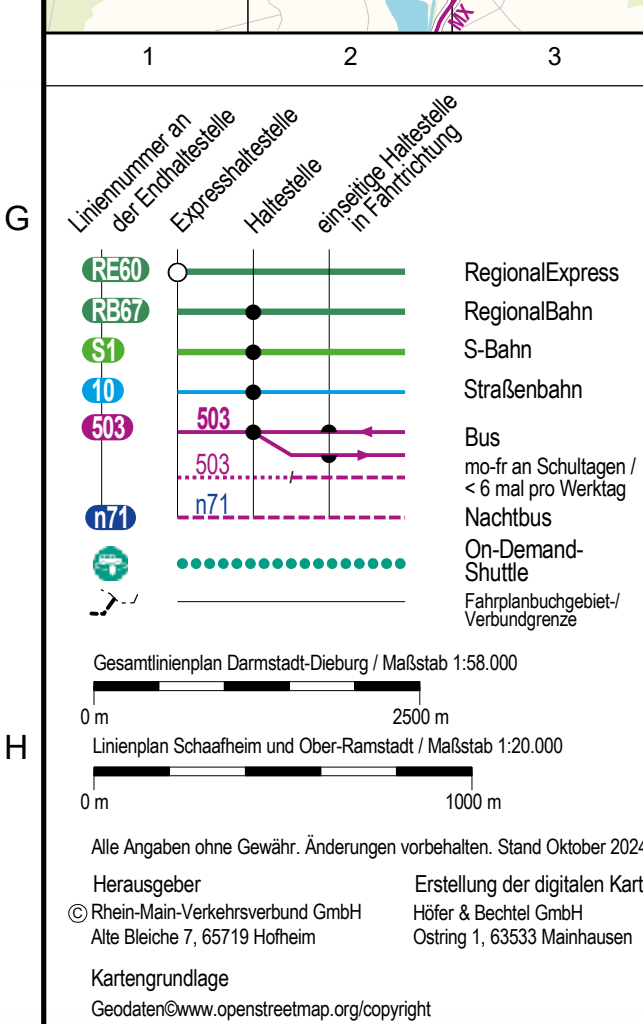 MX
1 2 3
Liniennummer an
der Endhaltestelle
Expresshaltestelle
Haltestelle
einseitige Haltestelle
in Fahrtrichtung
G
RE60 RegionalExpress
RB67 RegionalBahn
S1 S-Bahn
10 Straßenbahn
503 503 Bus
503 mo-fr an Schultagen /
< 6 mal pro Werktag
n71 n71 Nachtbus
On-Demand-
Shuttle
Fahrplanbuchgebiet-/
Verbundgrenze
Gesamtlinienplan Darmstadt-Dieburg / Maßstab 1:58.000
0 m 2500 m
H
Linienplan Schaafheim und Ober-Ramstadt / Maßstab 1:20.000
0 m 1000 m
Alle Angaben ohne Gewähr. Änderungen vorbehalten. Stand Oktober 2024
Herausgeber
© Rhein-Main-Verkehrsverbund GmbH
Alte Bleiche 7, 65719 Hofheim
Erstellung der digitalen Kart
Höfer & Bechtel GmbH
Ostring 1, 63533 Mainhausen
Kartengrundlage
Geodaten©www.openstreetmap.org/copyright